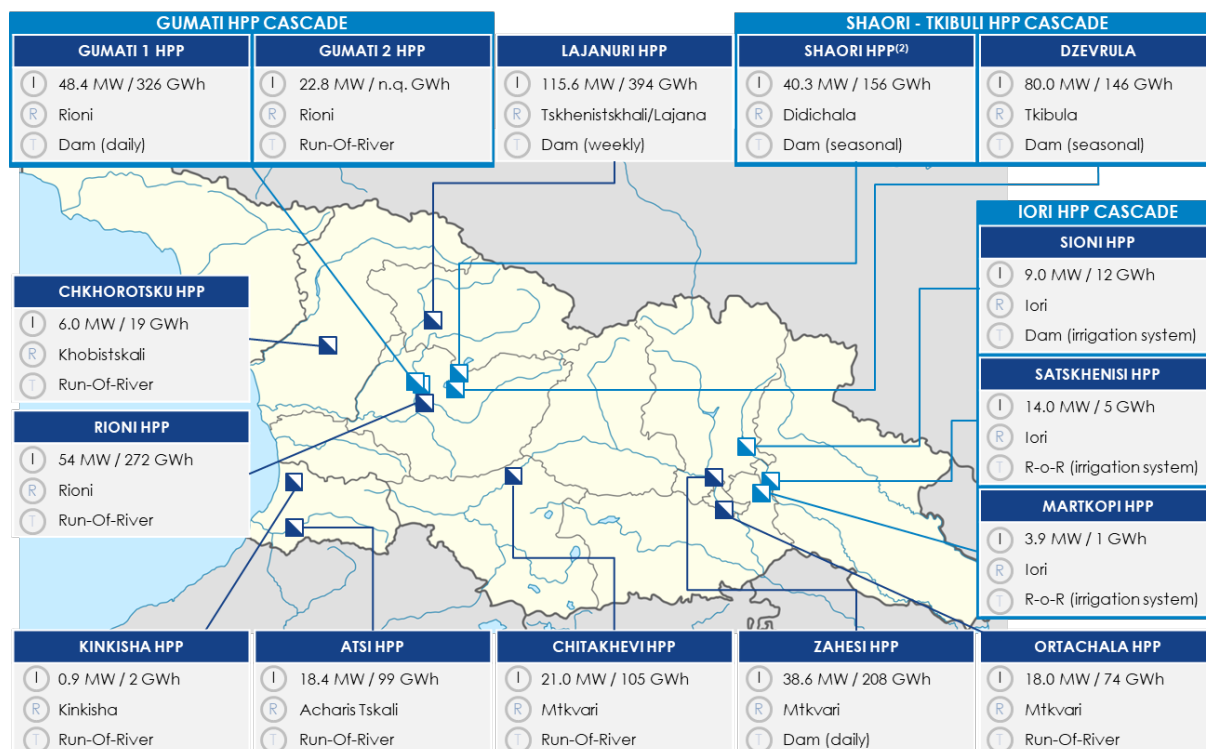 GUMATI HPP CASCADE
GUMATI 1 HPP
I 48.4 MW / 326 GWh
R Rioni
T Dam (daily)
GUMATI 2 HPP
I 22.8 MW / n.q. GWh
R Rioni
T Run-Of-River
LAJANURI HPP
I 115.6 MW / 394 GWh
R Tskhenistskhali/Lajana
T Dam (weekly)
SHAORI - TKIBULI HPP CASCADE
SHAORI HPP(2)
I 40.3 MW / 156 GWh
R Didichala
T Dam (seasonal)
DZEVRULA
I 80.0 MW / 146 GWh
R Tkibula
T Dam (seasonal)
IORI HPP CASCADE
SIONI HPP
I 9.0 MW / 12 GWh
R Iori
T Dam (irrigation system)
SATSKHENISI HPP
I 14.0 MW / 5 GWh
R Iori
T R-o-R (irrigation system)
MARTKOPI HPP
I 3.9 MW / 1 GWh
R Iori
T R-o-R (irrigation system)
CHKHOROTSKU HPP
I 6.0 MW / 19 GWh
R Khobistskali
T Run-Of-River
RIONI HPP
I 54 MW / 272 GWh
R Rioni
T Run-Of-River
KINKISHA HPP
I 0.9 MW / 2 GWh
R Kinkisha
T Run-Of-River
ATSI HPP
I 18.4 MW / 99 GWh
R Acharis Tskali
T Run-Of-River
CHITAKHEVI HPP
I 21.0 MW / 105 GWh
R Mtkvari
T Run-Of-River
ZAHESI HPP
I 38.6 MW / 208 GWh
R Mtkvari
T Dam (daily)
ORTACHALA HPP
I 18.0 MW / 74 GWh
R Mtkvari
T Run-Of-River